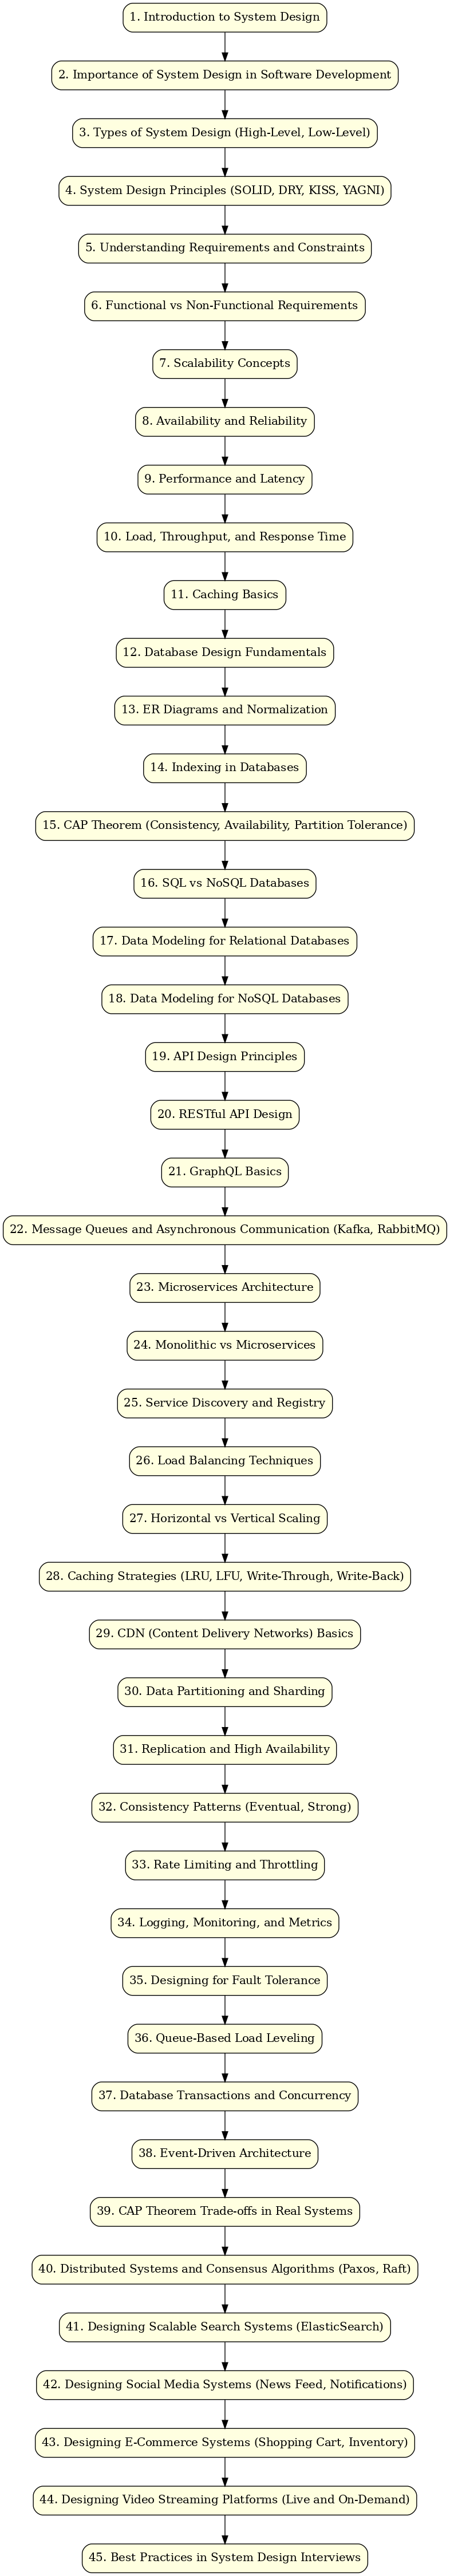 1. Introduction to System Design
2. Importance of System Design in Software Development
3. Types of System Design (High-Level, Low-Level)
4. System Design Principles (SOLID, DRY, KISS, YAGNI)
5. Understanding Requirements and Constraints
6. Functional vs Non-Functional Requirements
7. Scalability Concepts
8. Availability and Reliability
9. Performance and Latency
10. Load, Throughput, and Response Time
11. Caching Basics
12. Database Design Fundamentals
13. ER Diagrams and Normalization
14. Indexing in Databases
15. CAP Theorem (Consistency, Availability, Partition Tolerance)
16. SQL vs NoSQL Databases
17. Data Modeling for Relational Databases
18. Data Modeling for NoSQL Databases
19. API Design Principles
20. RESTful API Design
21. GraphQL Basics
22. Message Queues and Asynchronous Communication (Kafka, RabbitMQ)
23. Microservices Architecture
24. Monolithic vs Microservices
25. Service Discovery and Registry
26. Load Balancing Techniques
27. Horizontal vs Vertical Scaling
28. Caching Strategies (LRU, LFU, Write-Through, Write-Back)
29. CDN (Content Delivery Networks) Basics
30. Data Partitioning and Sharding
31. Replication and High Availability
32. Consistency Patterns (Eventual, Strong)
33. Rate Limiting and Throttling
34. Logging, Monitoring, and Metrics
35. Designing for Fault Tolerance
36. Queue-Based Load Leveling
37. Database Transactions and Concurrency
38. Event-Driven Architecture
39. CAP Theorem Trade-offs in Real Systems
40. Distributed Systems and Consensus Algorithms (Paxos, Raft)
41. Designing Scalable Search Systems (ElasticSearch)
42. Designing Social Media Systems (News Feed, Notifications)
43. Designing E-Commerce Systems (Shopping Cart, Inventory)
44. Designing Video Streaming Platforms (Live and On-Demand)
45. Best Practices in System Design Interviews